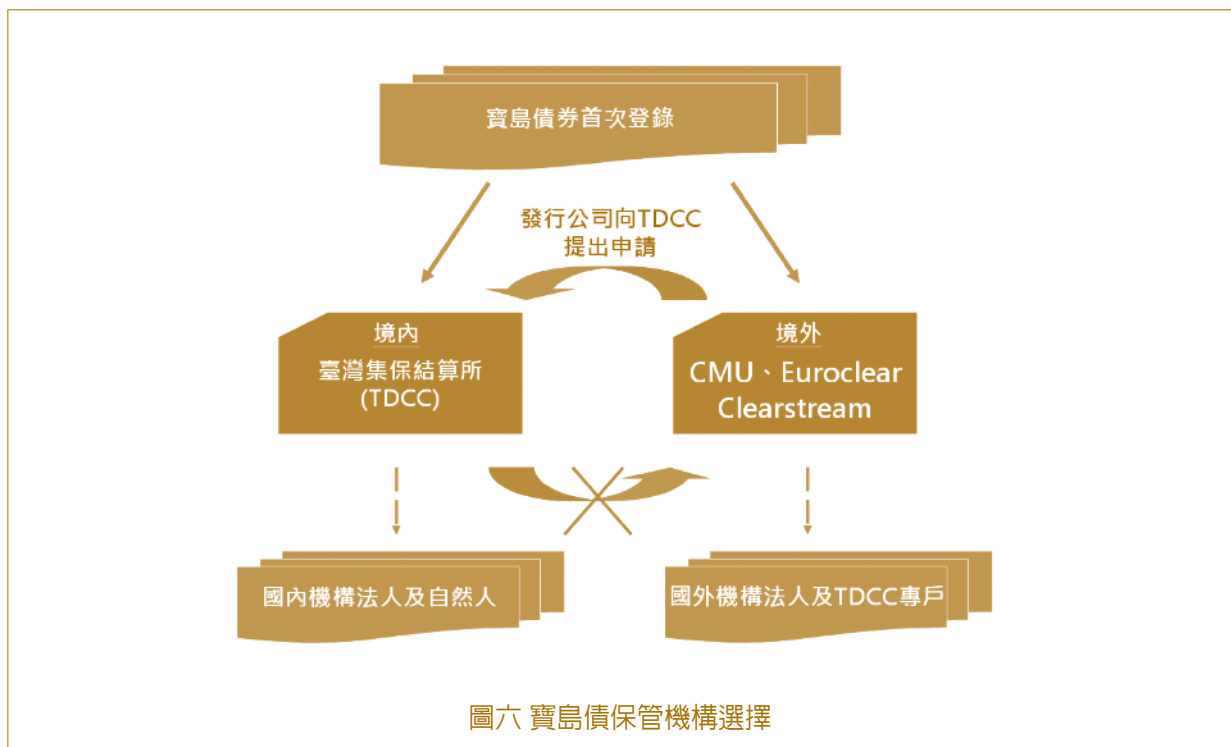 寶島債券首次登錄
發行公司向TDCC
提出申請
境內
臺灣集保結算所
(TDCC)
境外
CMU、Euroclear
Clearstream
國內機構法人及自然人
國外機構法人及TDCC專戶
圖六 寶島債保管機構選擇